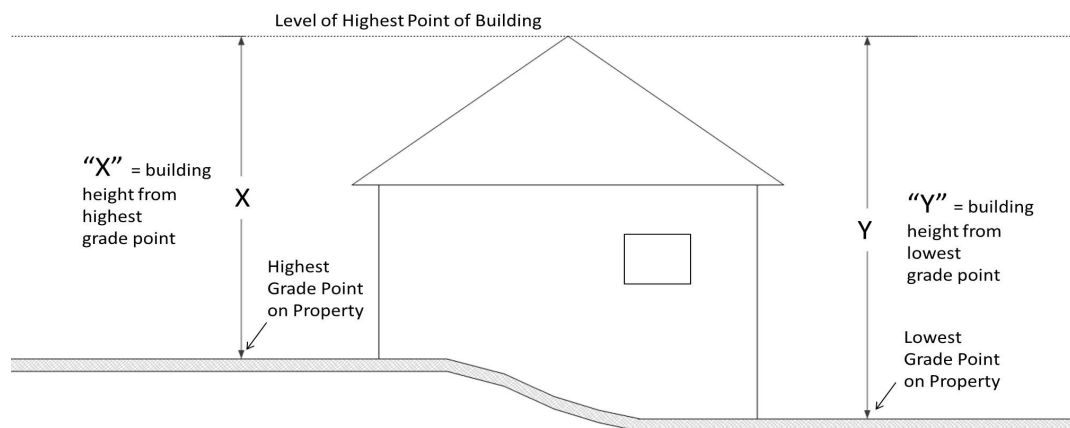 Level of Highest Point of Building
“X” = building
height from
highest
grade point
X
Highest
Grade Point
on Property
Y
“Y” = building
height from
lowest
grade point
Lowest
Grade Point
on Property